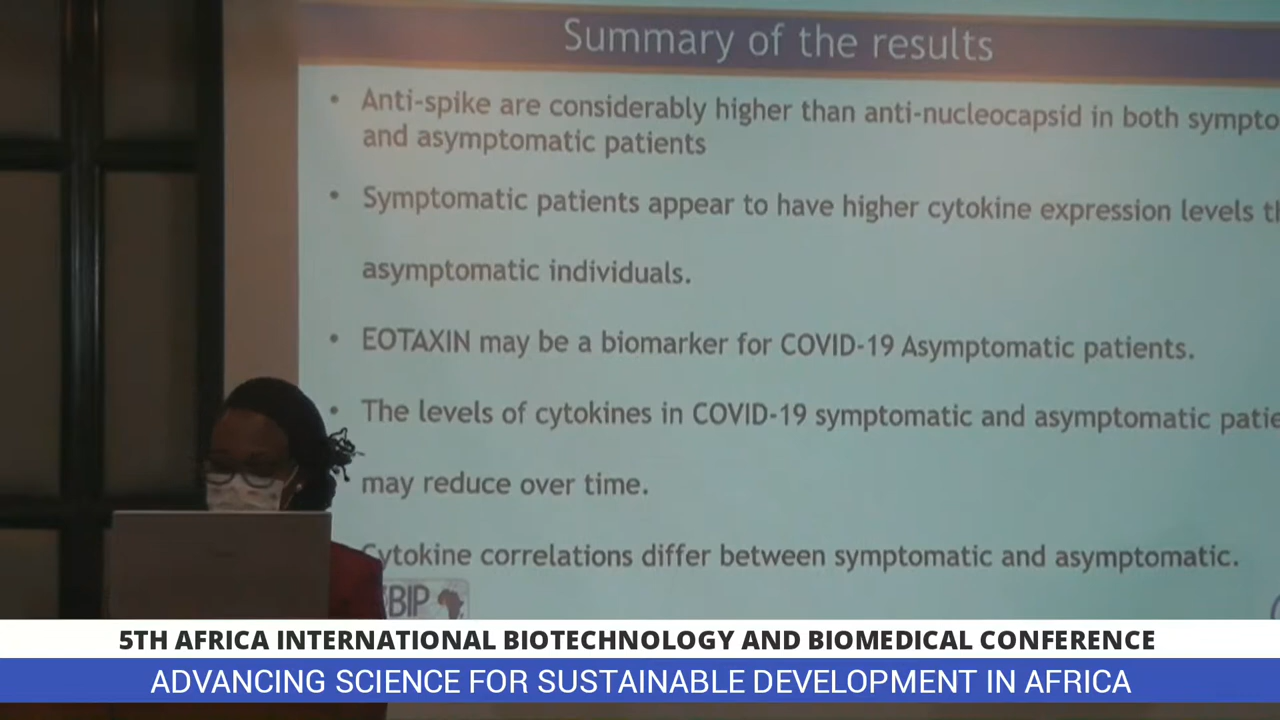 Summary of the results
• Anti-spike are considerably higher than anti-nucleocapsid in both sympto
and asymptomatic patients
• Symptomatic patients appear to have higher cytokine expression levels th
asymptomatic individuals.
• EOTAXIN may be a biomarker for COVID-19 Asymptomatic patients.
• The levels of cytokines in COVID-19 symptomatic and asymptomatic patie
may reduce over time.
Cytokine correlations differ between symptomatic and asymptomatic.
BIP
5TH AFRICA INTERNATIONAL BIOTECHNOLOGY AND BIOMEDICAL CONFERENCE
ADVANCING SCIENCE FOR SUSTAINABLE DEVELOPMENT IN AFRICA